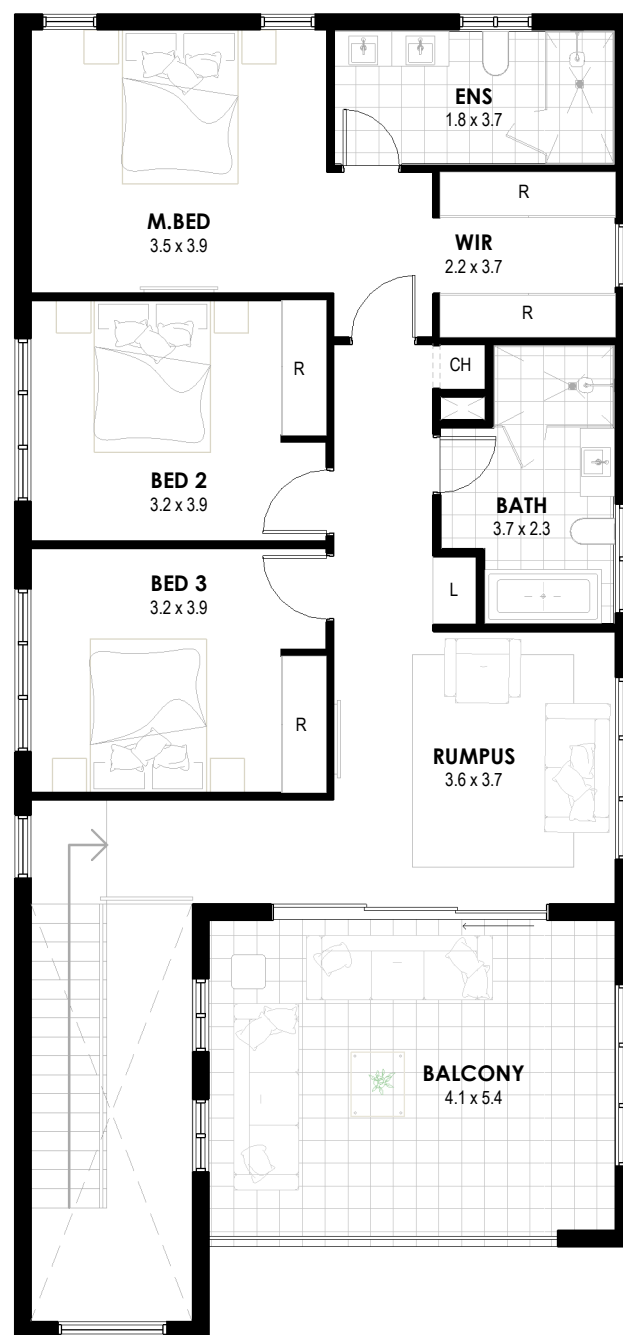 ENS
1.8 x 3.7
M.BED
3.5 x 3.9
R
WIR
2.2 x 3.7
R
R
CH
BED 2
3.2 x 3.9
BATH
3.7 x 2.3
BED 3
3.2 x 3.9
L
R
RUMPUS
3.6 x 3.7
BALCONY
4.1 x 5.4